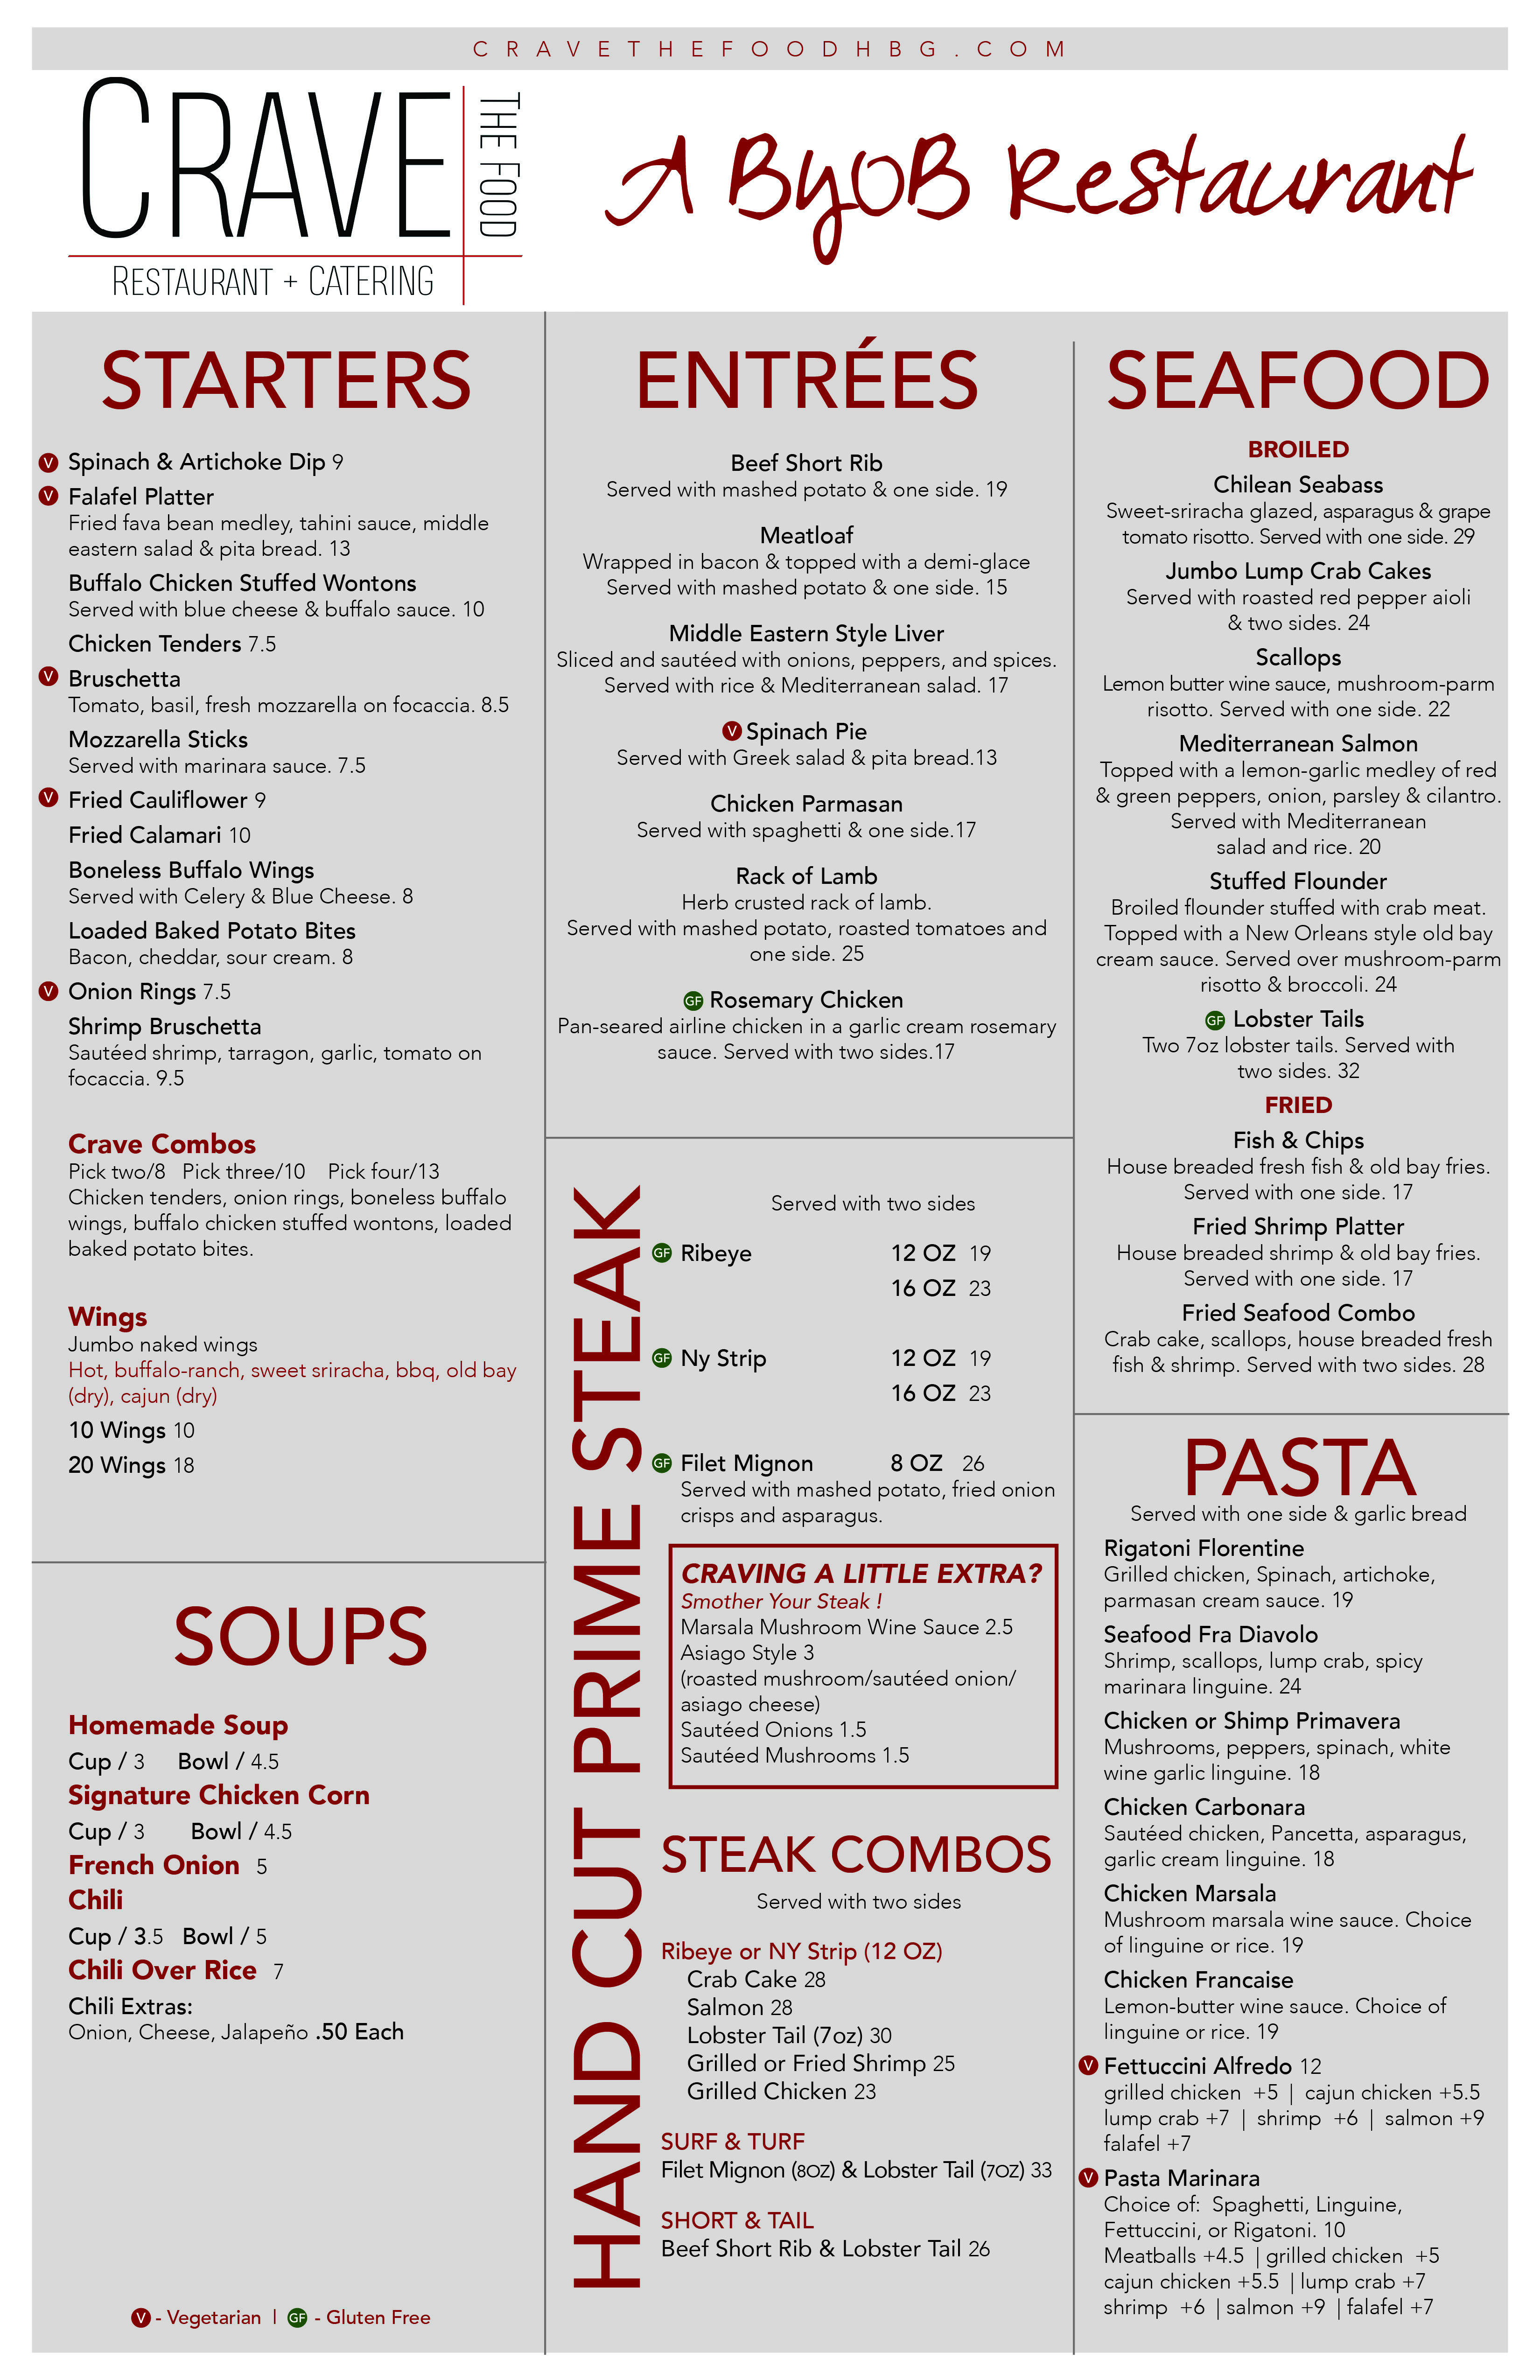 CRAVETHEFOODHBG.COM
CRAVE
THE FOOD
RESTAURANT + CATERING
A ByOB Restaurant
STARTERS
V Spinach & Artichoke Dip 9
V Falafel Platter
Fried fava bean medley, tahini sauce, middle
eastern salad & pita bread. 13
Buffalo Chicken Stuffed Wontons
Served with blue cheese & buffalo sauce. 10
Chicken Tenders 7.5
V Bruschetta
Tomato, basil, fresh mozzarella on focaccia. 8.5
Mozzarella Sticks
Served with marinara sauce. 7.5
V Fried Cauliflower 9
Fried Calamari 10
Boneless Buffalo Wings
Served with Celery & Blue Cheese. 8
Loaded Baked Potato Bites
Bacon, cheddar, sour cream. 8
V Onion Rings 7.5
Shrimp Bruschetta
Sautéed shrimp, tarragon, garlic, tomato on
focaccia. 9.5
Crave Combos
Pick two/8 Pick three/10 Pick four/13
Chicken tenders, onion rings, boneless buffalo
wings, buffalo chicken stuffed wontons, loaded
baked potato bites.
Wings
Jumbo naked wings
Hot, buffalo-ranch, sweet sriracha, bbq, old bay
(dry), cajun (dry)
10 Wings 10
20 Wings 18
SOUPS
Homemade Soup
Cup / 3 Bowl / 4.5
Signature Chicken Corn
Cup / 3 Bowl / 4.5
French Onion 5
Chili
Cup / 3.5 Bowl / 5
Chili Over Rice 7
Chili Extras:
Onion, Cheese, Jalapeño .50 Each
V - Vegetarian | GF - Gluten Free
ENTRÉES
Beef Short Rib
Served with mashed potato & one side. 19
Meatloaf
Wrapped in bacon & topped with a demi-glace
Served with mashed potato & one side. 15
Middle Eastern Style Liver
Sliced and sautéed with onions, peppers, and spices.
Served with rice & Mediterranean salad. 17
V Spinach Pie
Served with Greek salad & pita bread.13
Chicken Parmasan
Served with spaghetti & one side.17
Rack of Lamb
Herb crusted rack of lamb.
Served with mashed potato, roasted tomatoes and
one side. 25
GF Rosemary Chicken
Pan-seared airline chicken in a garlic cream rosemary
sauce. Served with two sides.17
HAND CUT PRIME STEAK
Served with two sides
GF Ribeye 12 OZ 19
16 OZ 23
GF Ny Strip 12 OZ 19
16 OZ 23
GF Filet Mignon 8 OZ 26
Served with mashed potato, fried onion
crisps and asparagus.
CRAVING A LITTLE EXTRA?
Smother Your Steak !
Marsala Mushroom Wine Sauce 2.5
Asiago Style 3
(roasted mushroom/sautéed onion/
asiago cheese)
Sautéed Onions 1.5
Sautéed Mushrooms 1.5
STEAK COMBOS
Served with two sides
Ribeye or NY Strip (12 OZ)
Crab Cake 28
Salmon 28
Lobster Tail (7oz) 30
Grilled or Fried Shrimp 25
Grilled Chicken 23
SURF & TURF
Filet Mignon (8OZ) & Lobster Tail (7OZ) 33
SHORT & TAIL
Beef Short Rib & Lobster Tail 26
SEAFOOD
BROILED
Chilean Seabass
Sweet-sriracha glazed, asparagus & grape
tomato risotto. Served with one side. 29
Jumbo Lump Crab Cakes
Served with roasted red pepper aioli
& two sides. 24
Scallops
Lemon butter wine sauce, mushroom-parm
risotto. Served with one side. 22
Mediterranean Salmon
Topped with a lemon-garlic medley of red
& green peppers, onion, parsley & cilantro.
Served with Mediterranean
salad and rice. 20
Stuffed Flounder
Broiled flounder stuffed with crab meat.
Topped with a New Orleans style old bay
cream sauce. Served over mushroom-parm
risotto & broccoli. 24
GF Lobster Tails
Two 7oz lobster tails. Served with
two sides. 32
FRIED
Fish & Chips
House breaded fresh fish & old bay fries.
Served with one side. 17
Fried Shrimp Platter
House breaded shrimp & old bay fries.
Served with one side. 17
Fried Seafood Combo
Crab cake, scallops, house breaded fresh
fish & shrimp. Served with two sides. 28
PASTA
Served with one side & garlic bread
Rigatoni Florentine
Grilled chicken, Spinach, artichoke,
parmasan cream sauce. 19
Seafood Fra Diavolo
Shrimp, scallops, lump crab, spicy
marinara linguine. 24
Chicken or Shimp Primavera
Mushrooms, peppers, spinach, white
wine garlic linguine. 18
Chicken Carbonara
Sautéed chicken, Pancetta, asparagus,
garlic cream linguine. 18
Chicken Marsala
Mushroom marsala wine sauce. Choice
of linguine or rice. 19
Chicken Francaise
Lemon-butter wine sauce. Choice of
linguine or rice. 19
V Fettuccini Alfredo 12
grilled chicken +5 | cajun chicken +5.5
lump crab +7 | shrimp +6 | salmon +9
falafel +7
V Pasta Marinara
Choice of: Spaghetti, Linguine,
Fettuccini, or Rigatoni. 10
Meatballs +4.5 | grilled chicken +5
cajun chicken +5.5 | lump crab +7
shrimp +6 | salmon +9 | falafel +7